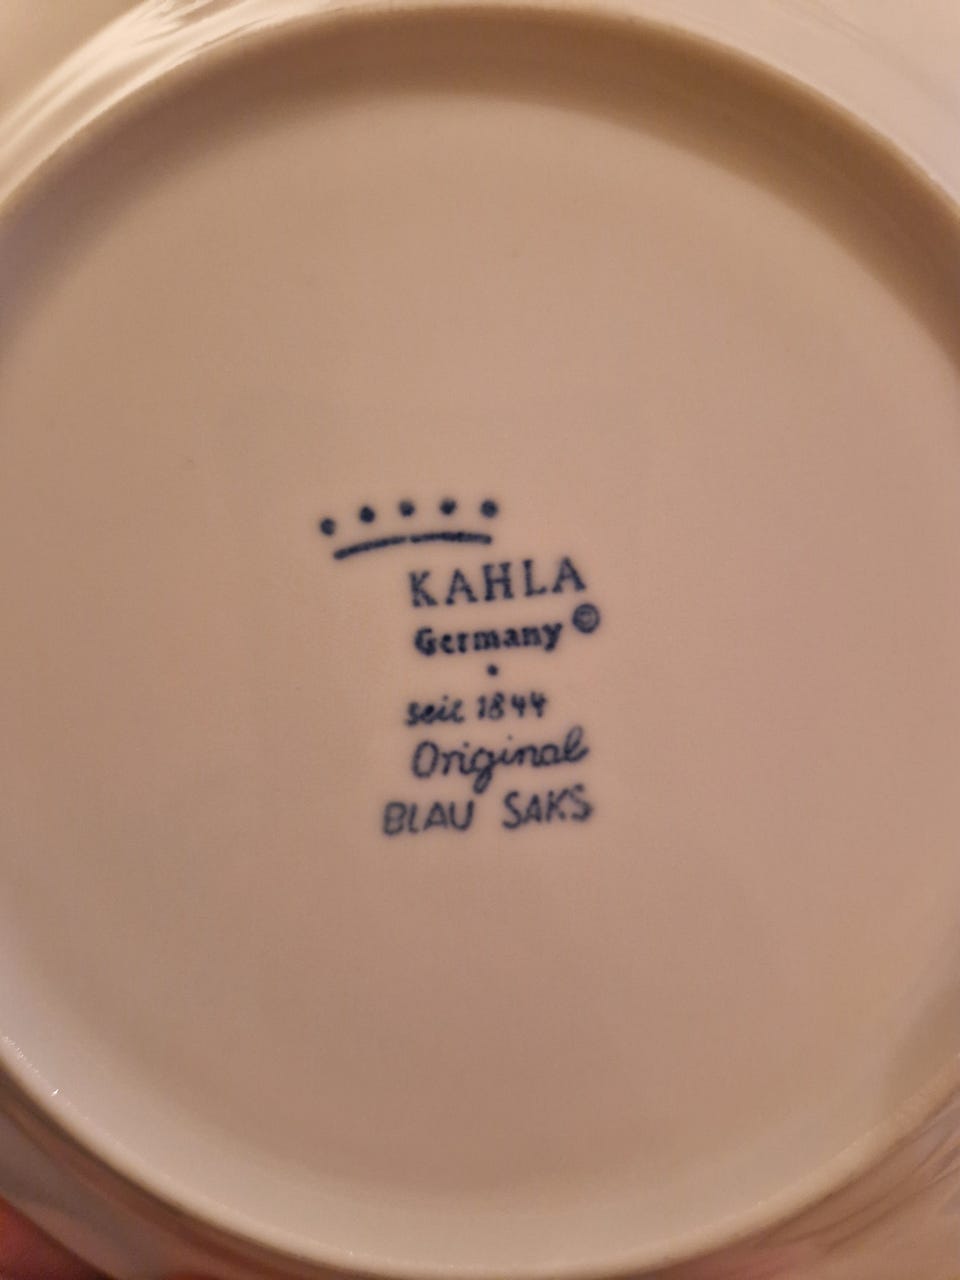 KAHLA
Germany ©
seit 1844
Original
BLAU SAKS